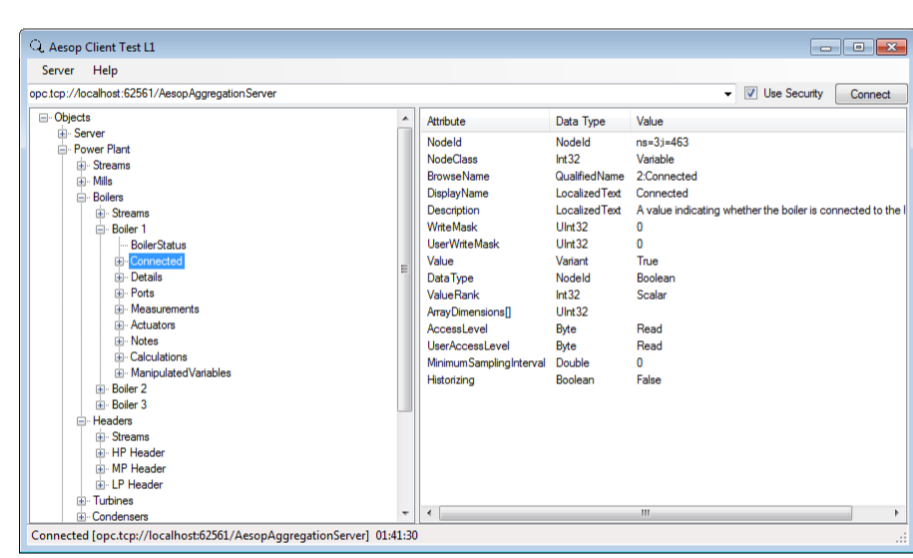 Aesop Client Test L1
Server Help
opc.tcp://localhost:62561/AesopAggregationServer Use Security Connect
Objects
Server
Power Plant
Streams
Mills
Boilers
Streams
Boiler 1
BoilerStatus
Connected
Details
Ports
Measurements
Actuators
Notes
Calculations
ManipulatedVariables
Boiler 2
Boiler 3
Headers
Streams
HP Header
MP Header
LP Header
Turbines
Condensers
Attribute Data Type Value
NodeId NodeId ns=3;i=463
NodeClass Int32 Variable
BrowseName QualifiedName 2:Connected
DisplayName LocalizedText Connected
Description LocalizedText A value indicating whether the boiler is connected to the
WriteMask UInt32 0
UserWriteMask UInt32 0
Value Variant True
DataType NodeId Boolean
ValueRank Int32 Scalar
ArrayDimensions[] UInt32
AccessLevel Byte Read
UserAccessLevel Byte Read
MinimumSamplingInterval Double 0
Historizing Boolean False
Connected [opc.tcp://localhost:62561/AesopAggregationServer] 01:41:30